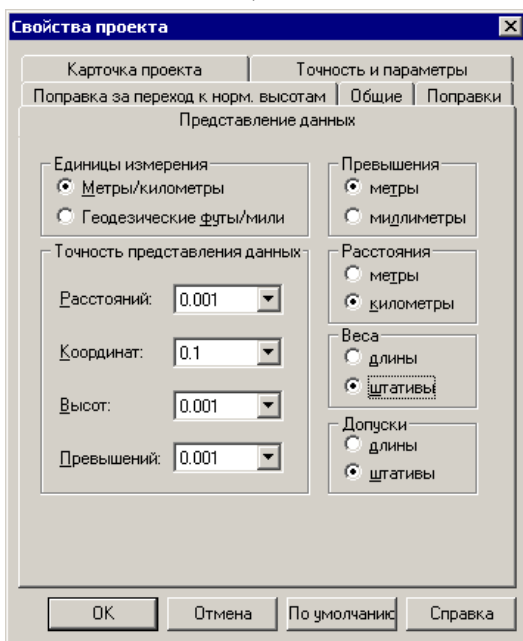 Свойства проекта
Карточка проекта Точность и параметры
Поправка за переход к норм. высотам Общие Поправки
Представление данных
Единицы измерения
Метры/километры
Геодезические футы/мили
Превышения
метры
миллиметры
Точность представления данных
Расстояний: 0.001
Координат: 0.1
Высот: 0.001
Превышений: 0.001
Расстояния
метры
километры
Веса
длины
штативы
Допуски
длины
штативы
OK Отмена По умолчанию Справка